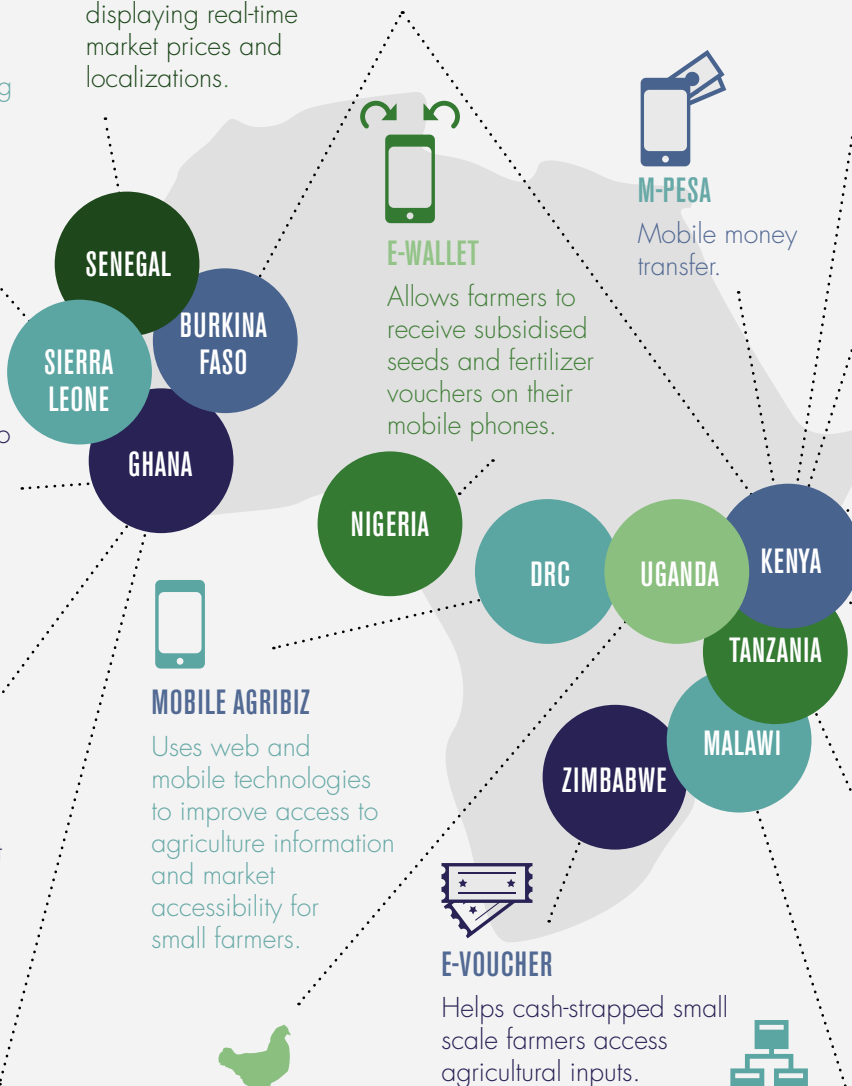 displaying real-time
market prices and
localizations.
g
M-PESA
Mobile money
transfer.
E-WALLET
Allows farmers to
receive subsidised
seeds and fertilizer
vouchers on their
mobile phones.
SENEGAL
BURKINA
FASO
SIERRA
LEONE
GHANA
o
NIGERIA
DRC
UGANDA
KENYA
TANZANIA
MALAWI
ZIMBABWE
MOBILE AGRIBIZ
Uses web and
mobile technologies
to improve access to
agriculture information
and market
accessibility for
small farmers.
E-VOUCHER
Helps cash-strapped small
scale farmers access
agricultural inputs.